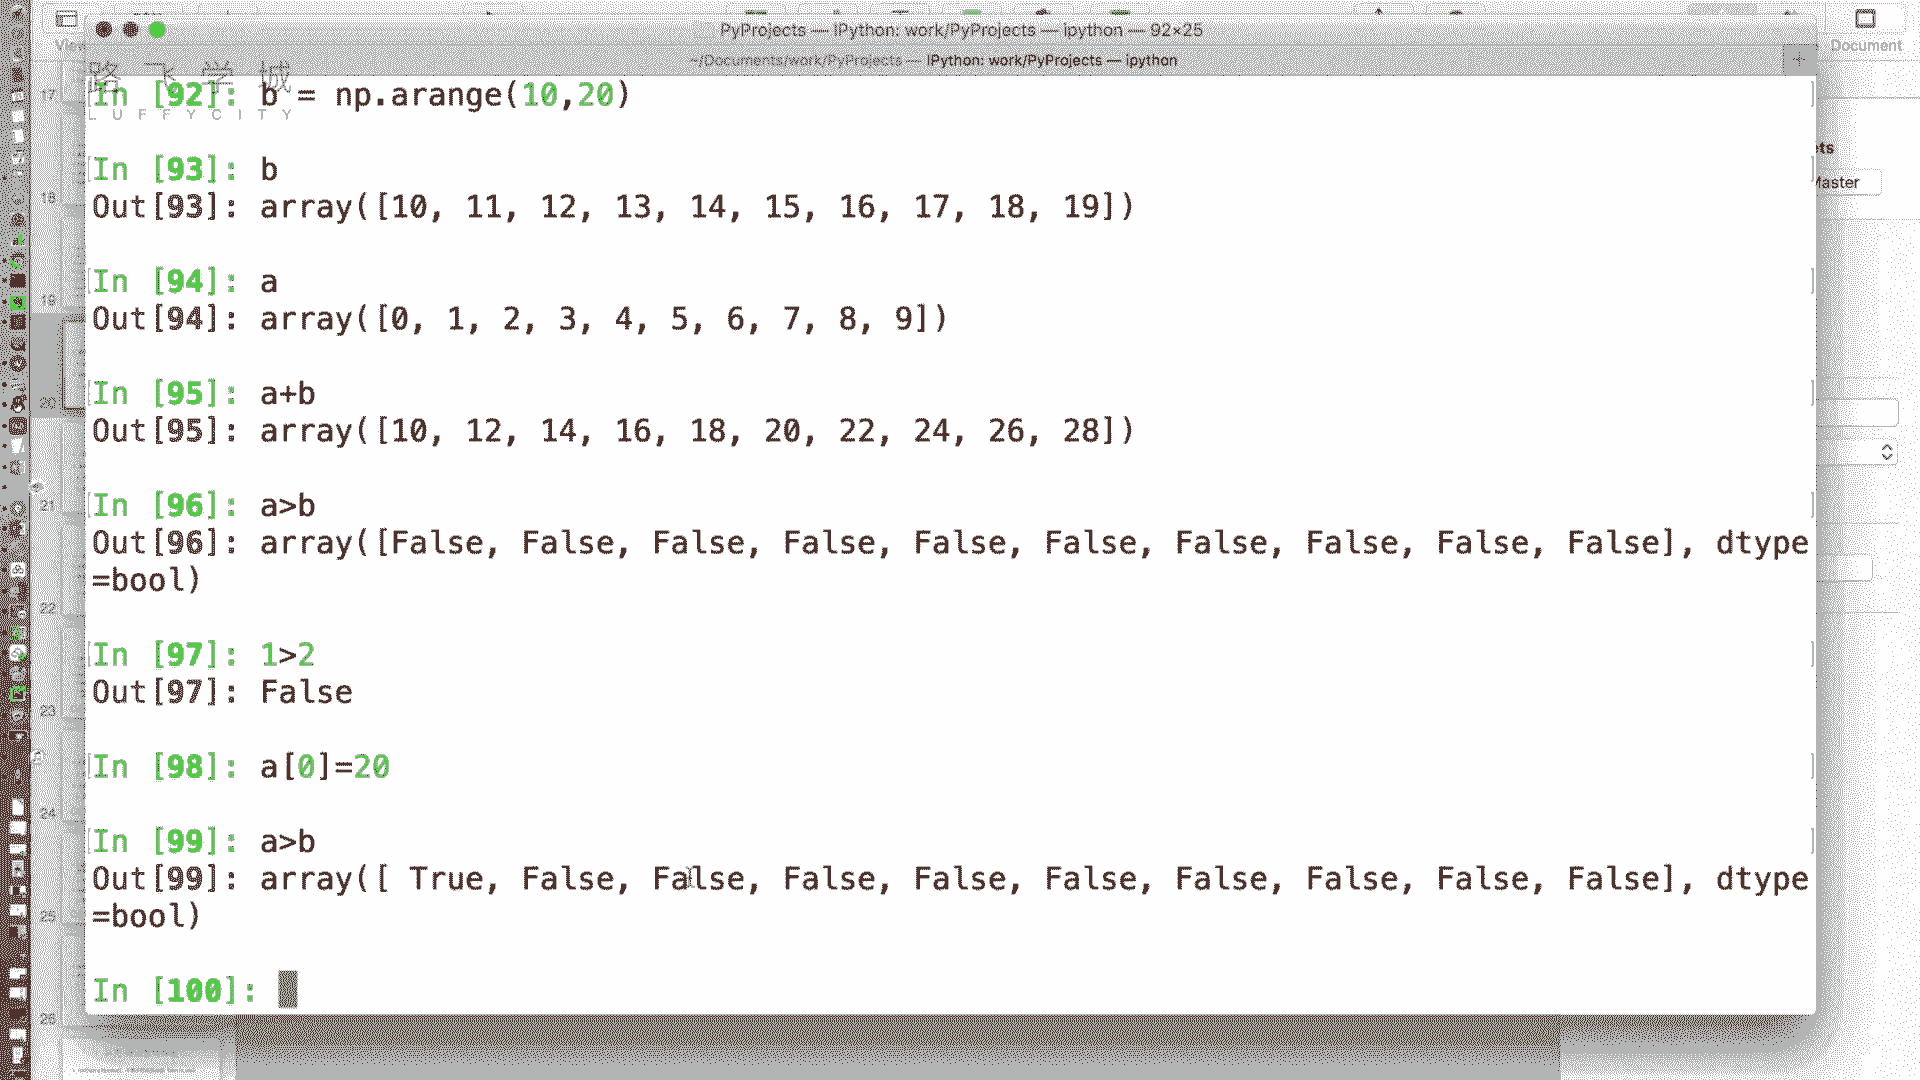 PyProjects — IPython: work/PyProjects — ipython — 92×25
~/Documents/work/PyProjects — IPython: work/PyProjects — ipython
View
Document
路飞学城
LUFFYCITY
In [92]: b = np.arange(10,20)
In [93]: b
Out[93]: array([10, 11, 12, 13, 14, 15, 16, 17, 18, 19])
In [94]: a
Out[94]: array([0, 1, 2, 3, 4, 5, 6, 7, 8, 9])
In [95]: a+b
Out[95]: array([10, 12, 14, 16, 18, 20, 22, 24, 26, 28])
In [96]: a>b
Out[96]: array([False, False, False, False, False, False, False, False, False, False], dtype
=bool)
In [97]: 1>2
Out[97]: False
In [98]: a[0]=20
In [99]: a>b
Out[99]: array([ True, False, False, False, False, False, False, False, False, False], dtype
=bool)
In [100]:
17
18
19
20
21
22
23
24
25
26
ets
Master